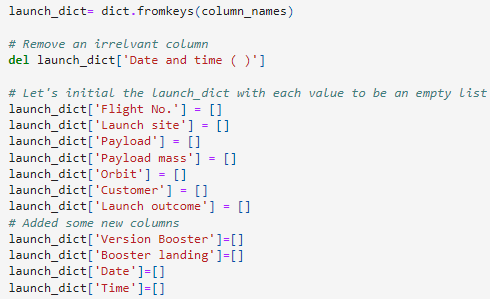 launch_dict= dict.fromkeys(column_names)
# Remove an irrelvant column
del launch_dict['Date and time ( )']
# Let's initial the launch_dict with each value to be an empty list
launch_dict['Flight No.'] = []
launch_dict['Launch site'] = []
launch_dict['Payload'] = []
launch_dict['Payload mass'] = []
launch_dict['Orbit'] = []
launch_dict['Customer'] = []
launch_dict['Launch outcome'] = []
# Added some new columns
launch_dict['Version Booster']=[]
launch_dict['Booster landing']=[]
launch_dict['Date']=[]
launch_dict['Time']=[]